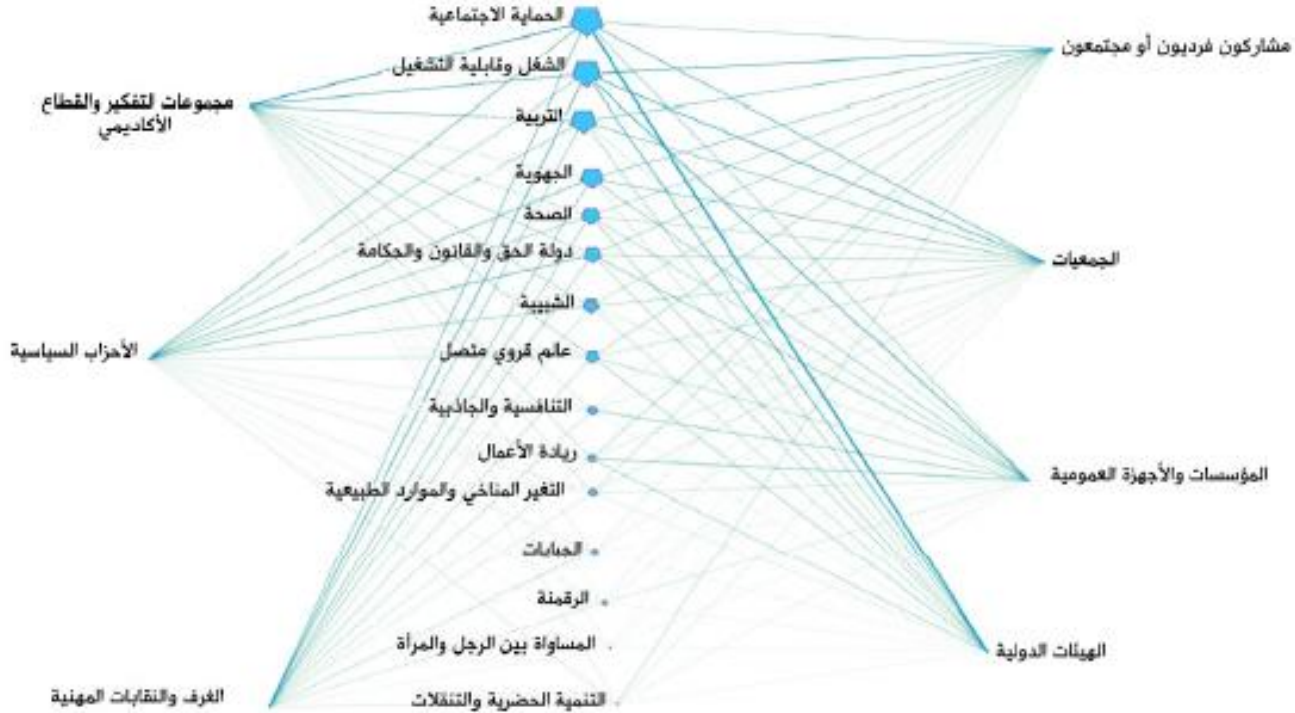 الحماية الاجتماعية
مشاركون فرديون أو مجتمعون
الشغل وقابلية التشغيل
مجموعات لتفكير والقطاع
الأكاديمي
التربية
الجهوية
الصحة
دولة الحق والقانون والحكامة
الجمعيات
الشبيبة
الأحزاب السياسية
عالم قروي متصل
التنافسية والجاذبية
ريادة الأعمال
المؤسسات والأجهزة العمومية
التغير المناخي والموارد الطبيعية
الجبايات
الرقمنة
المساواة بين الرجل والمرأة
الهيئات الدولية
الغرف والنقابات المهنية
التنمية الحضرية والتنقلات